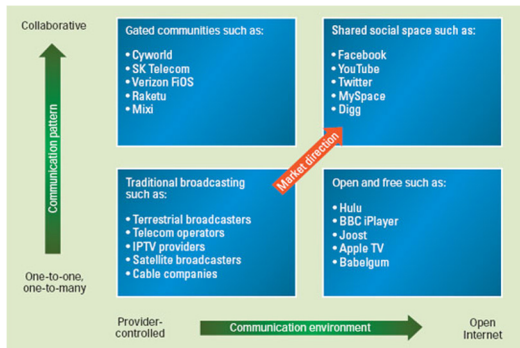 Collaborative
Communication pattern
One-to-one,
one-to-many
Gated communities such as:
• Cyworld
• SK Telecom
• Verizon FiOS
• Raketu
• Mixi
Shared social space such as:
• Facebook
• YouTube
• Twitter
• MySpace
• Digg
Market direction
Traditional broadcasting
such as:
• Terrestrial broadcasters
• Telecom operators
• IPTV providers
• Satellite broadcasters
• Cable companies
Open and free such as:
• Hulu
• BBC iPlayer
• Joost
• Apple TV
• Babelgum
Provider-
controlled
Communication environment
Open
Internet